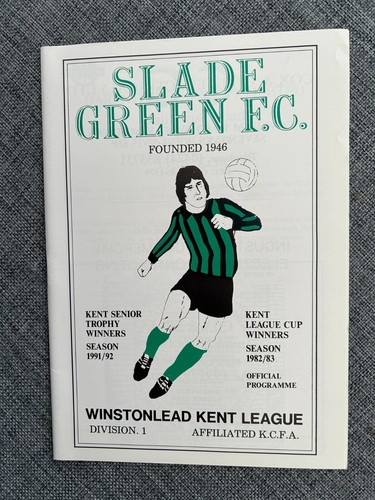 SLADE
GREEN F.C.
FOUNDED 1946
KENT SENIOR
TROPHY
WINNERS
SEASON
1991/92
KENT
LEAGUE CUP
WINNERS
SEASON
1982/83
OFFICIAL
PROGRAMME
WINSTONLEAD KENT LEAGUE
DIVISION. 1 AFFILIATED K.C.F.A.